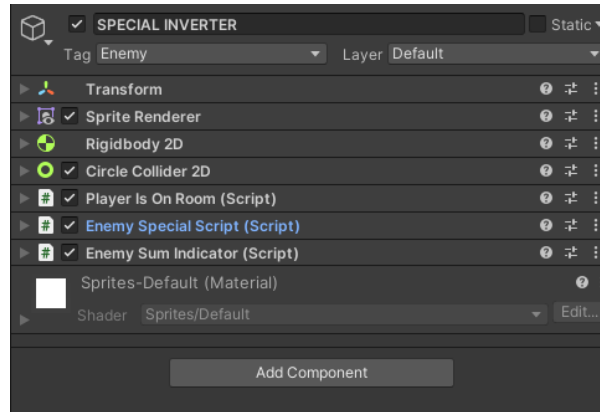 SPECIAL INVERTER Static
Tag Enemy Layer Default
Transform
Sprite Renderer
Rigidbody 2D
Circle Collider 2D
Player Is On Room (Script)
Enemy Special Script (Script)
Enemy Sum Indicator (Script)
Sprites-Default (Material)
Shader Sprites/Default Edit...
Add Component